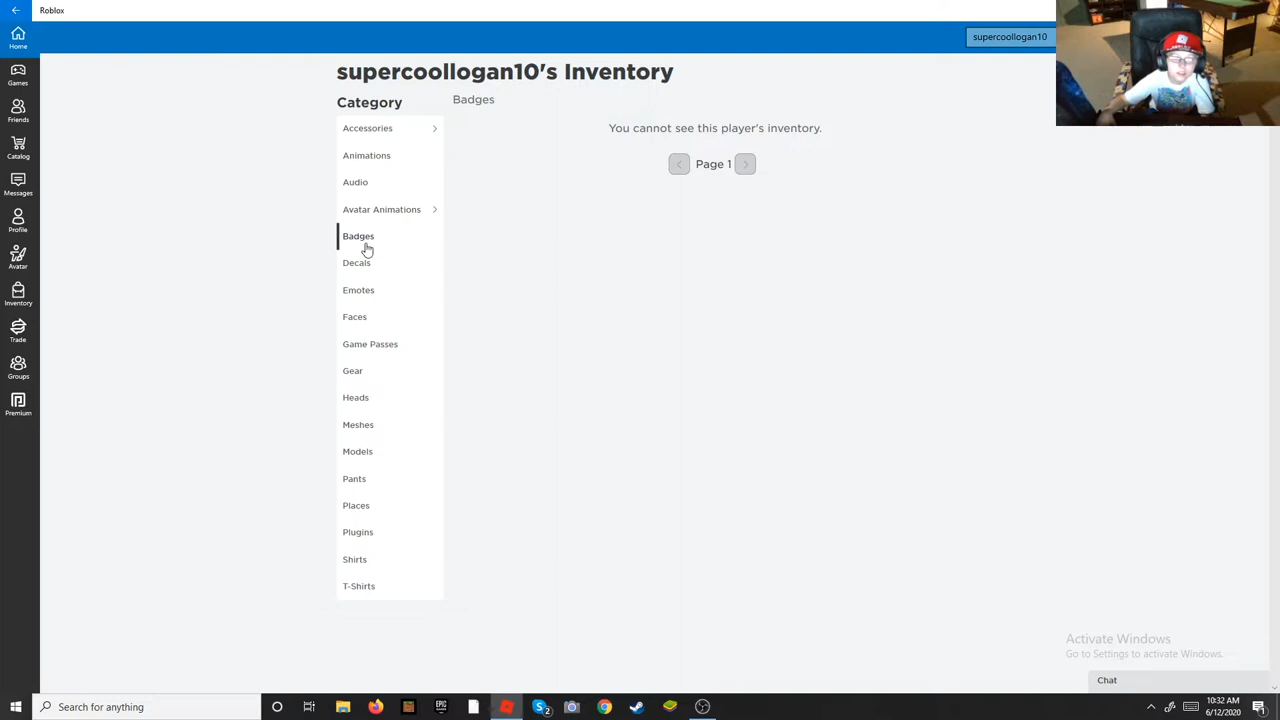 Roblox
supercoollogan10
Home
Games
Friends
Catalog
Messages
Profile
Avatar
Inventory
Trade
Groups
Premium
supercoollogan10's Inventory
Category
Accessories
Animations
Audio
Avatar Animations
Badges
Decals
Emotes
Faces
Game Passes
Gear
Heads
Meshes
Models
Pants
Places
Plugins
Shirts
T-Shirts
Badges
You cannot see this player's inventory.
Page 1
Activate Windows
Go to Settings to activate Windows.
Chat
Search for anything
EPIC
2
10:32 AM
6/12/2020
1